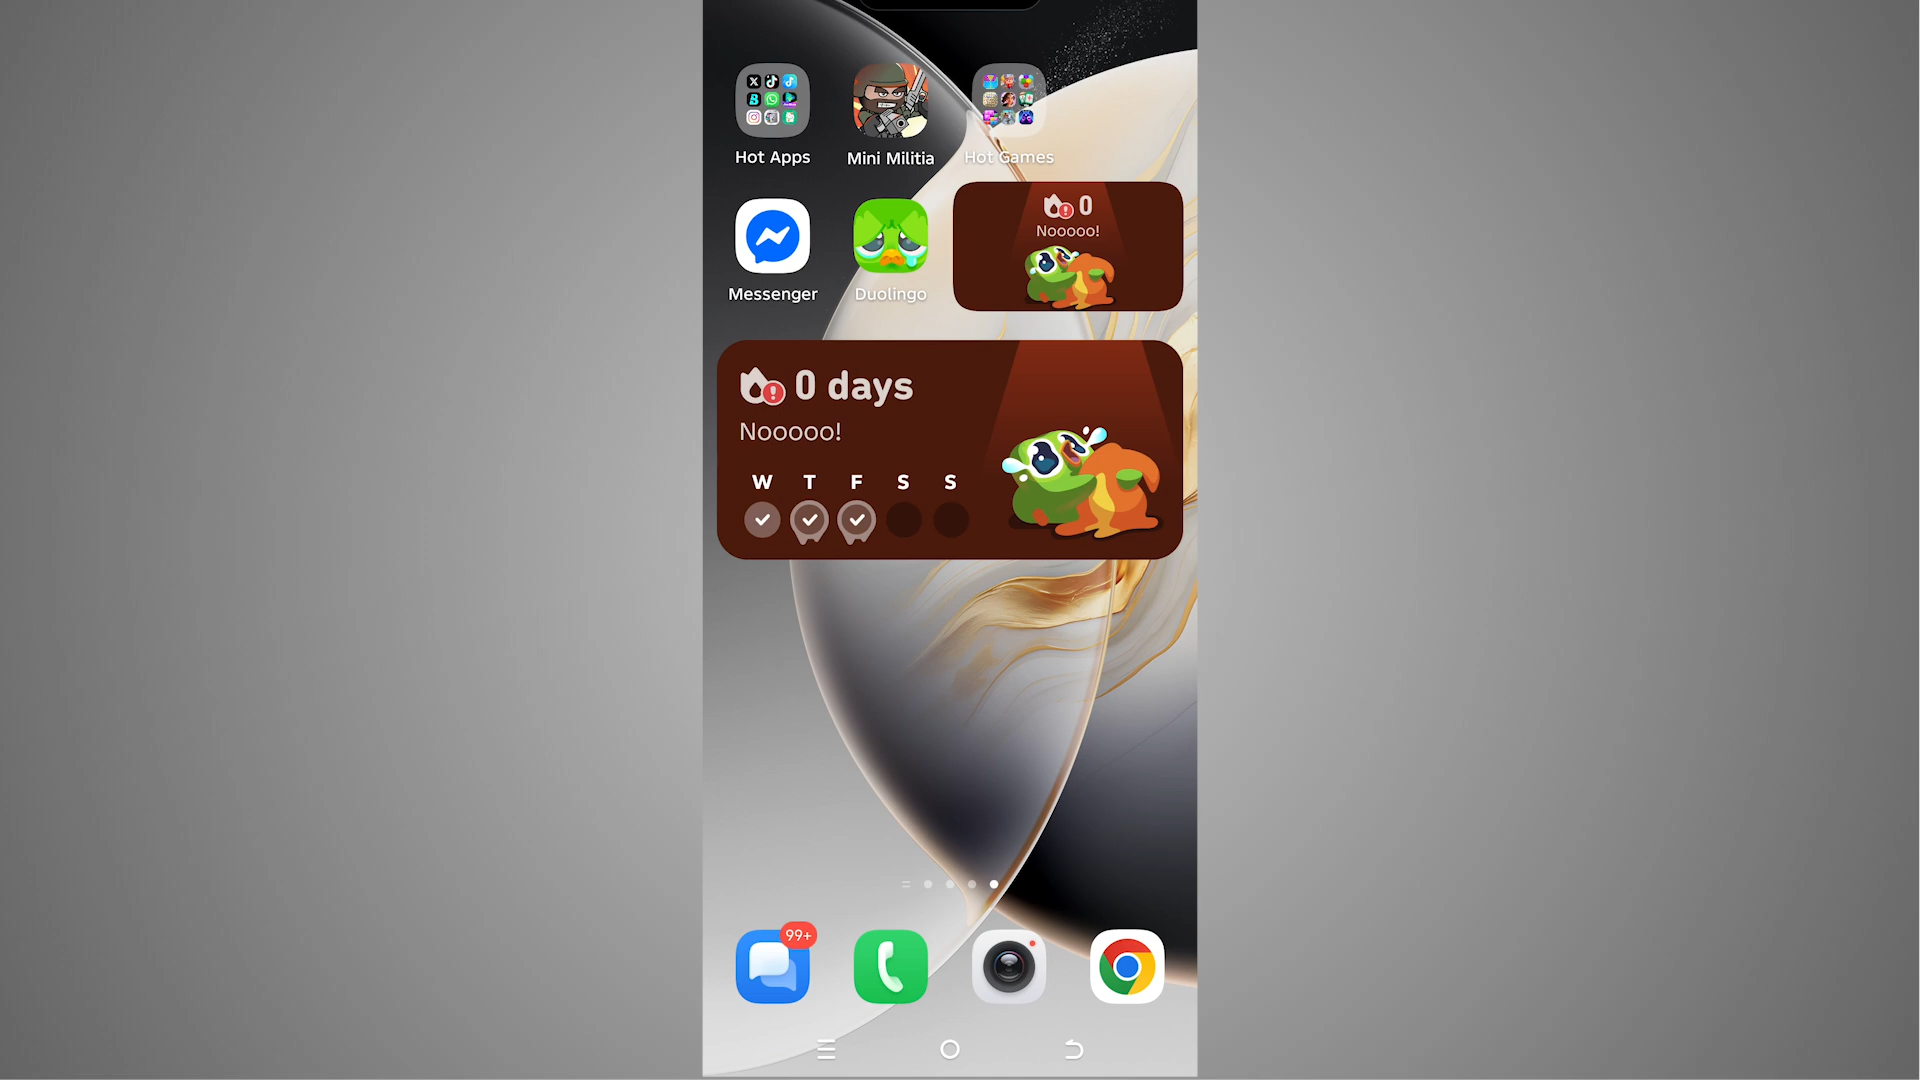 Hot Apps
Mini Militia
Hot Games
Messenger
Duolingo
0
Nooooo!
0 days
Nooooo!
W T F S S
99+